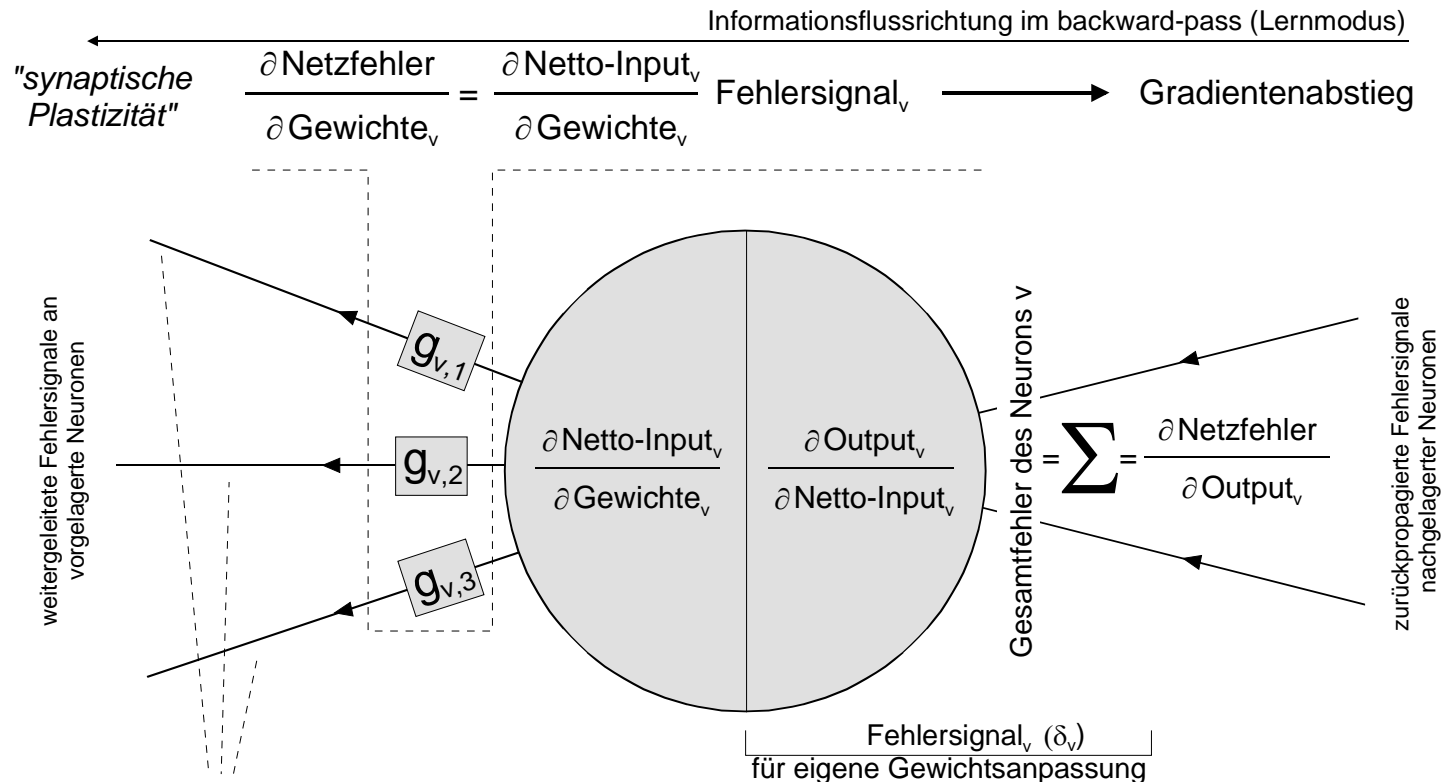 Informationsflussrichtung im backward-pass (Lernmodus)
"synaptische
Plastizität"
∂Netzfehler
∂Gewichte_v
=
∂Netto-Input_v
∂Gewichte_v
Fehlersignal_v
Gradientenabstieg
weitergeleitete Fehlersignale an
vorgelagerte Neuronen
g_v,1
g_v,2
g_v,3
∂Netto-Input_v
∂Gewichte_v
∂Output_v
∂Netto-Input_v
Gesamtfehler des Neurons v
= ∑ =
∂Netzfehler
∂Output_v
zurückpropagierte Fehlersignale
nachgelagerter Neuronen
Fehlersignal_v (δ_v)
für eigene Gewichtsanpassung